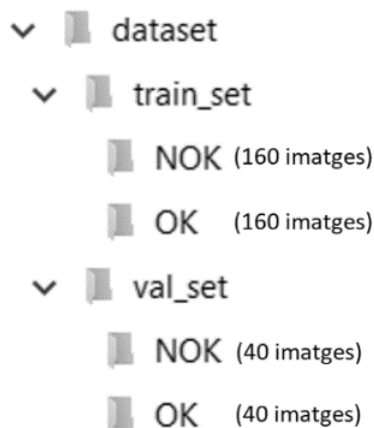 dataset
train_set
NOK (160 imatges)
OK (160 imatges)
val_set
NOK (40 imatges)
OK (40 imatges)